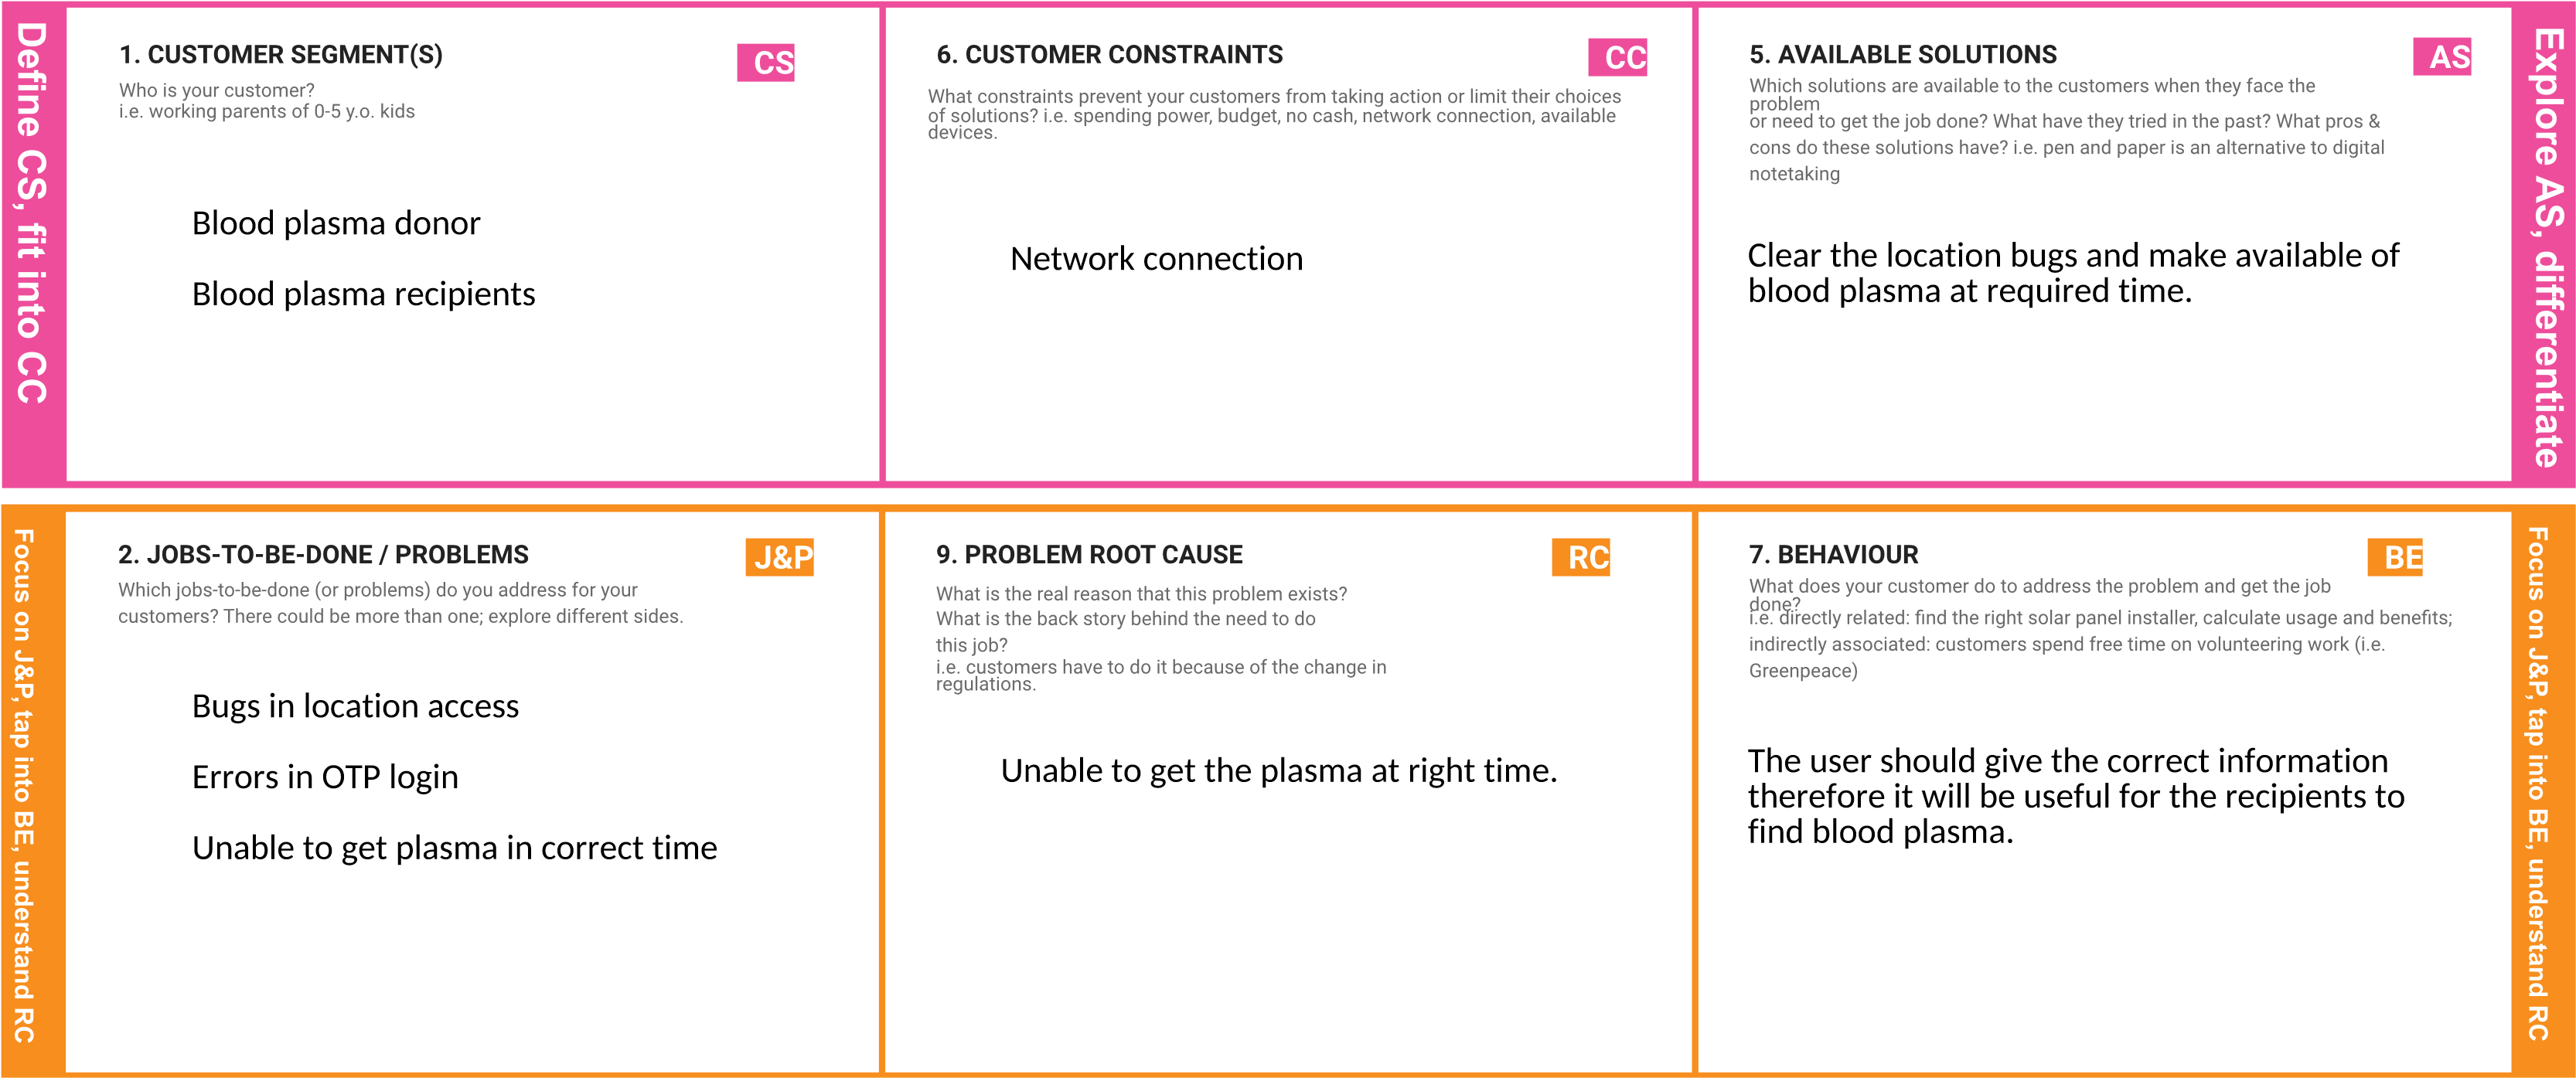 Define CS, fit into CC
1. CUSTOMER SEGMENT(S)
CS
Who is your customer?
i.e. working parents of 0-5 y.o. kids
Blood plasma donor
Blood plasma recipients
6. CUSTOMER CONSTRAINTS
CC
What constraints prevent your customers from taking action or limit their choices
of solutions? i.e. spending power, budget, no cash, network connection, available
devices.
Network connection
5. AVAILABLE SOLUTIONS
AS
Which solutions are available to the customers when they face the
problem
or need to get the job done? What have they tried in the past? What pros &
cons do these solutions have? i.e. pen and paper is an alternative to digital
notetaking
Clear the location bugs and make available of
blood plasma at required time.
Explore AS, differentiate
Focus on J&P, tap into BE, understand RC
2. JOBS-TO-BE-DONE / PROBLEMS
J&P
Which jobs-to-be-done (or problems) do you address for your
customers? There could be more than one; explore different sides.
Bugs in location access
Errors in OTP login
Unable to get plasma in correct time
9. PROBLEM ROOT CAUSE
RC
What is the real reason that this problem exists?
What is the back story behind the need to do
this job?
i.e. customers have to do it because of the change in
regulations.
Unable to get the plasma at right time.
7. BEHAVIOUR
BE
What does your customer do to address the problem and get the job
done?
i.e. directly related: find the right solar panel installer, calculate usage and benefits;
indirectly associated: customers spend free time on volunteering work (i.e.
Greenpeace)
The user should give the correct information
therefore it will be useful for the recipients to
find blood plasma.
Focus on J&P, tap into BE, understand RC